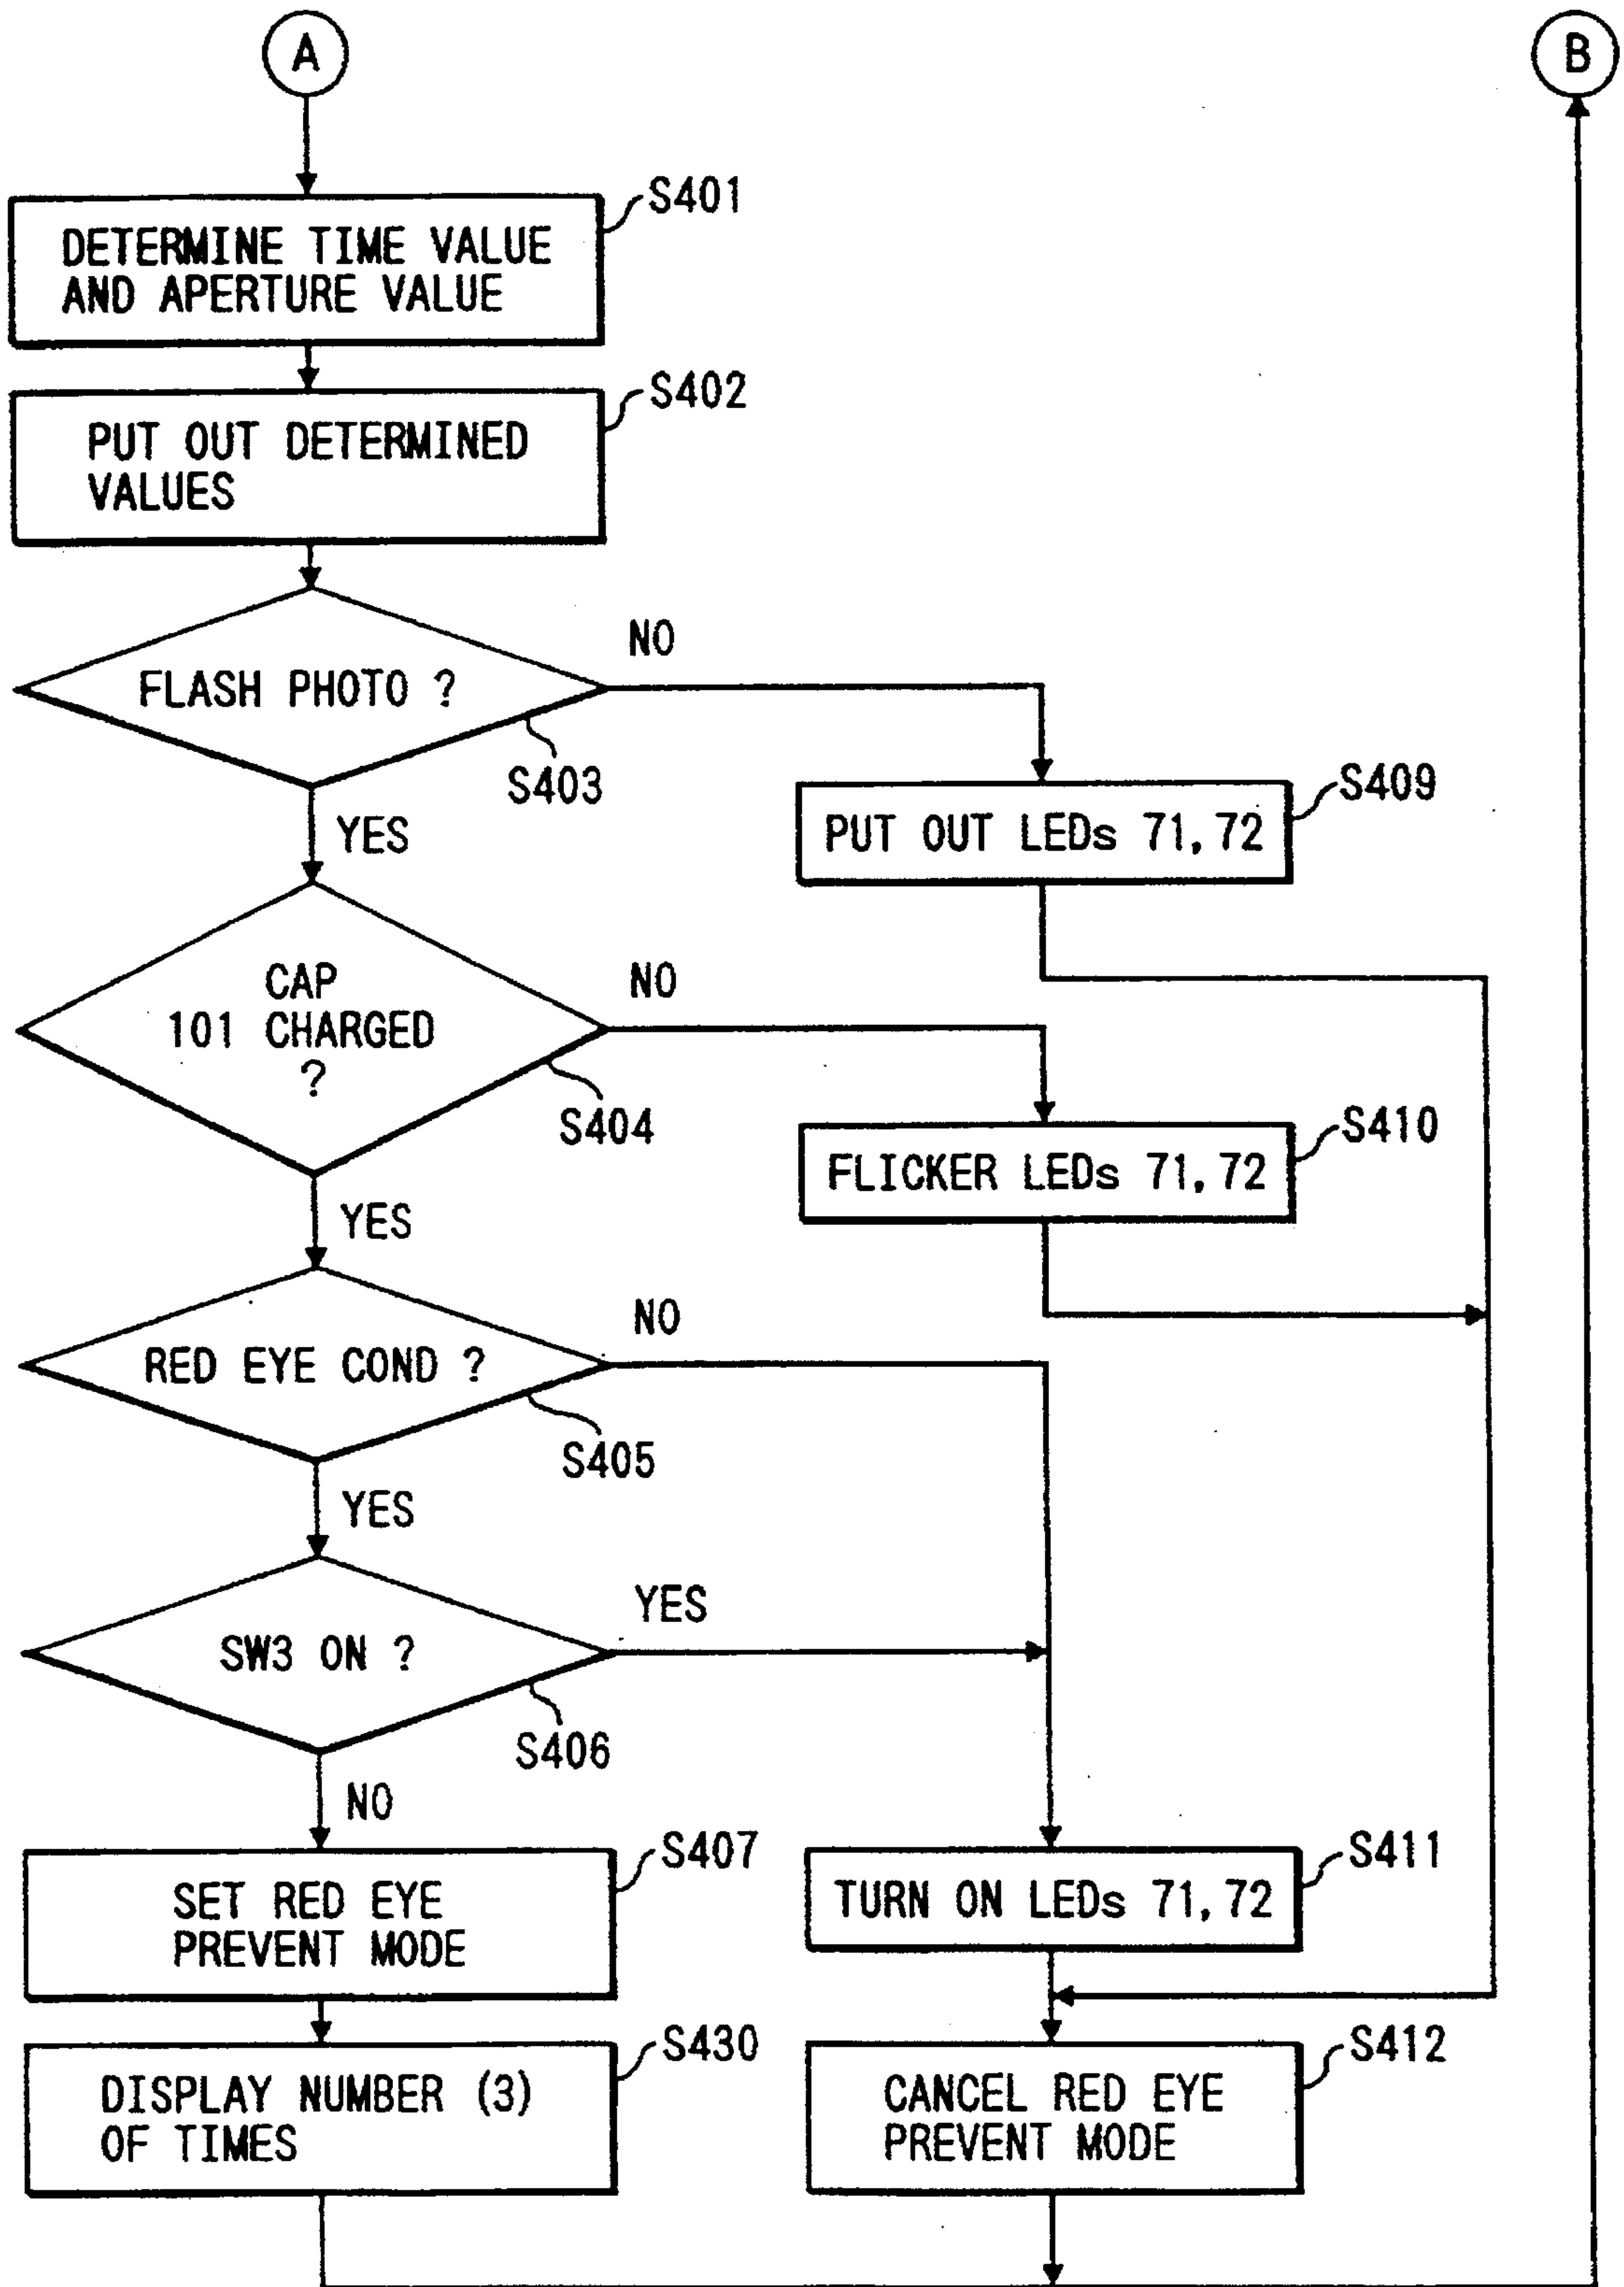 A
B
S401
DETERMINE TIME VALUE
AND APERTURE VALUE
S402
PUT OUT DETERMINED
VALUES
NO
FLASH PHOTO ?
S403
YES
S409
PUT OUT LEDs 71, 72
CAP
101 CHARGED
?
NO
S404
YES
S410
FLICKER LEDs 71, 72
NO
RED EYE COND ?
S405
YES
YES
SW3 ON ?
S406
NO
S407
SET RED EYE
PREVENT MODE
S411
TURN ON LEDs 71, 72
S430
DISPLAY NUMBER (3)
OF TIMES
S412
CANCEL RED EYE
PREVENT MODE